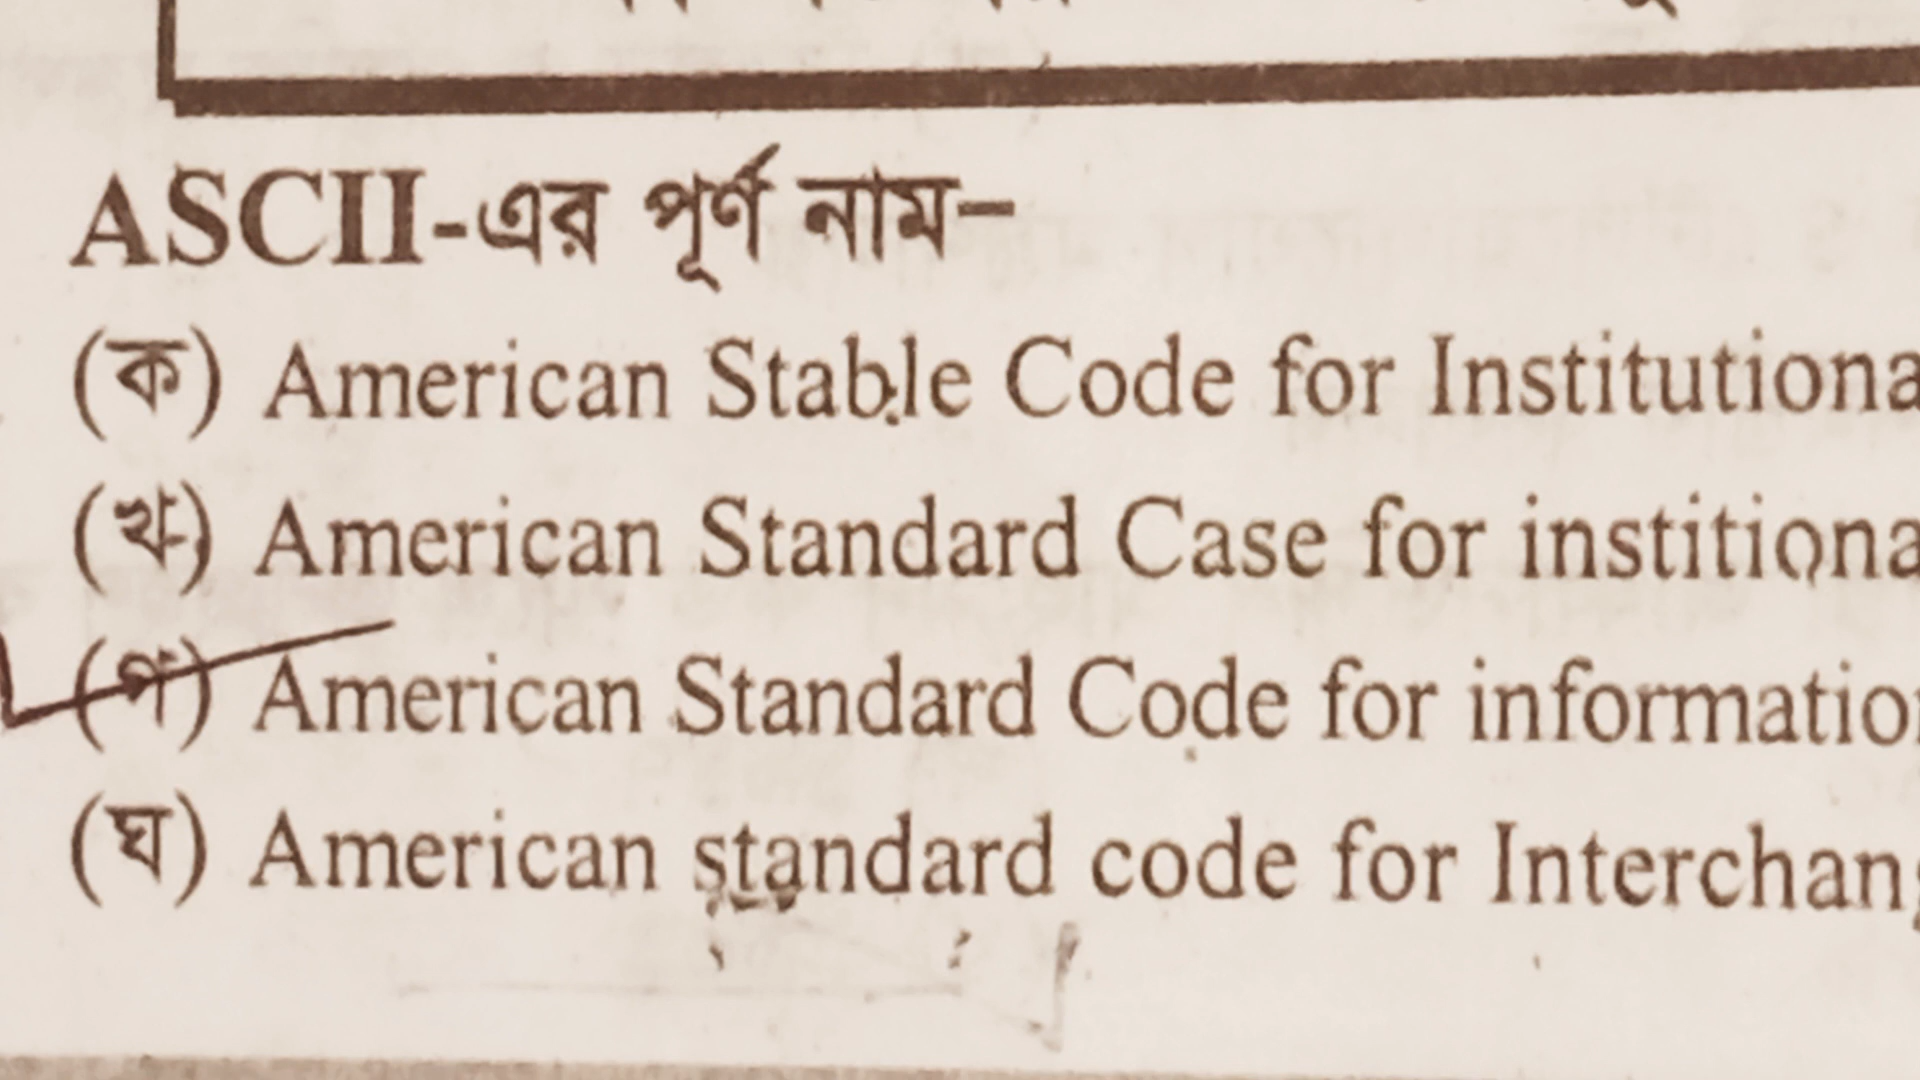 ASCII-এর পূর্ণ নাম–
(ক) American Stable Code for Institutiona
(খ) American Standard Case for institiona
(গ) American Standard Code for informatio
(ঘ) American standard code for Interchan